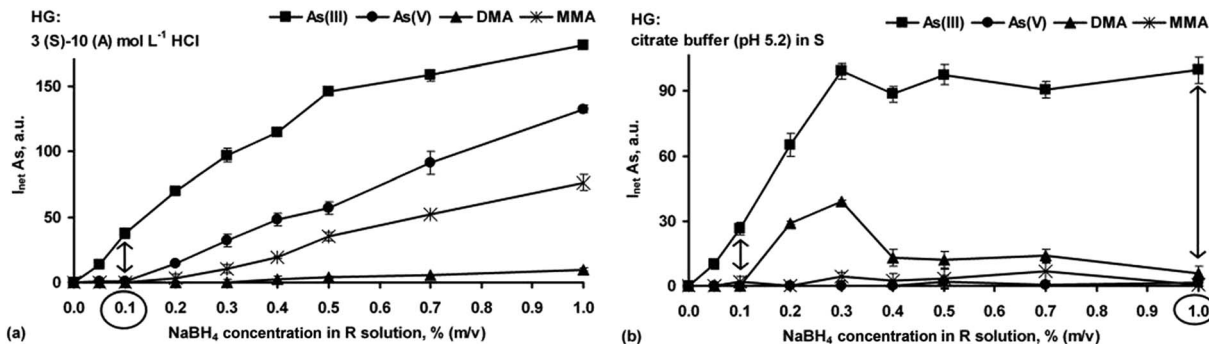 HG:
As(III) As(V) DMA MMA
3 (S)-10 (A) mol L⁻¹ HCl
150
100
50
0
I_net As, a.u.
0.0 0.1 0.2 0.3 0.4 0.5 0.6 0.7 0.8 0.9 1.0
(a) NaBH₄ concentration in R solution, % (m/v)
HG:
As(III) As(V) DMA MMA
citrate buffer (pH 5.2) in S
90
60
30
0
I_net As, a.u.
0.0 0.1 0.2 0.3 0.4 0.5 0.6 0.7 0.8 0.9 1.0
(b) NaBH₄ concentration in R solution, % (m/v)